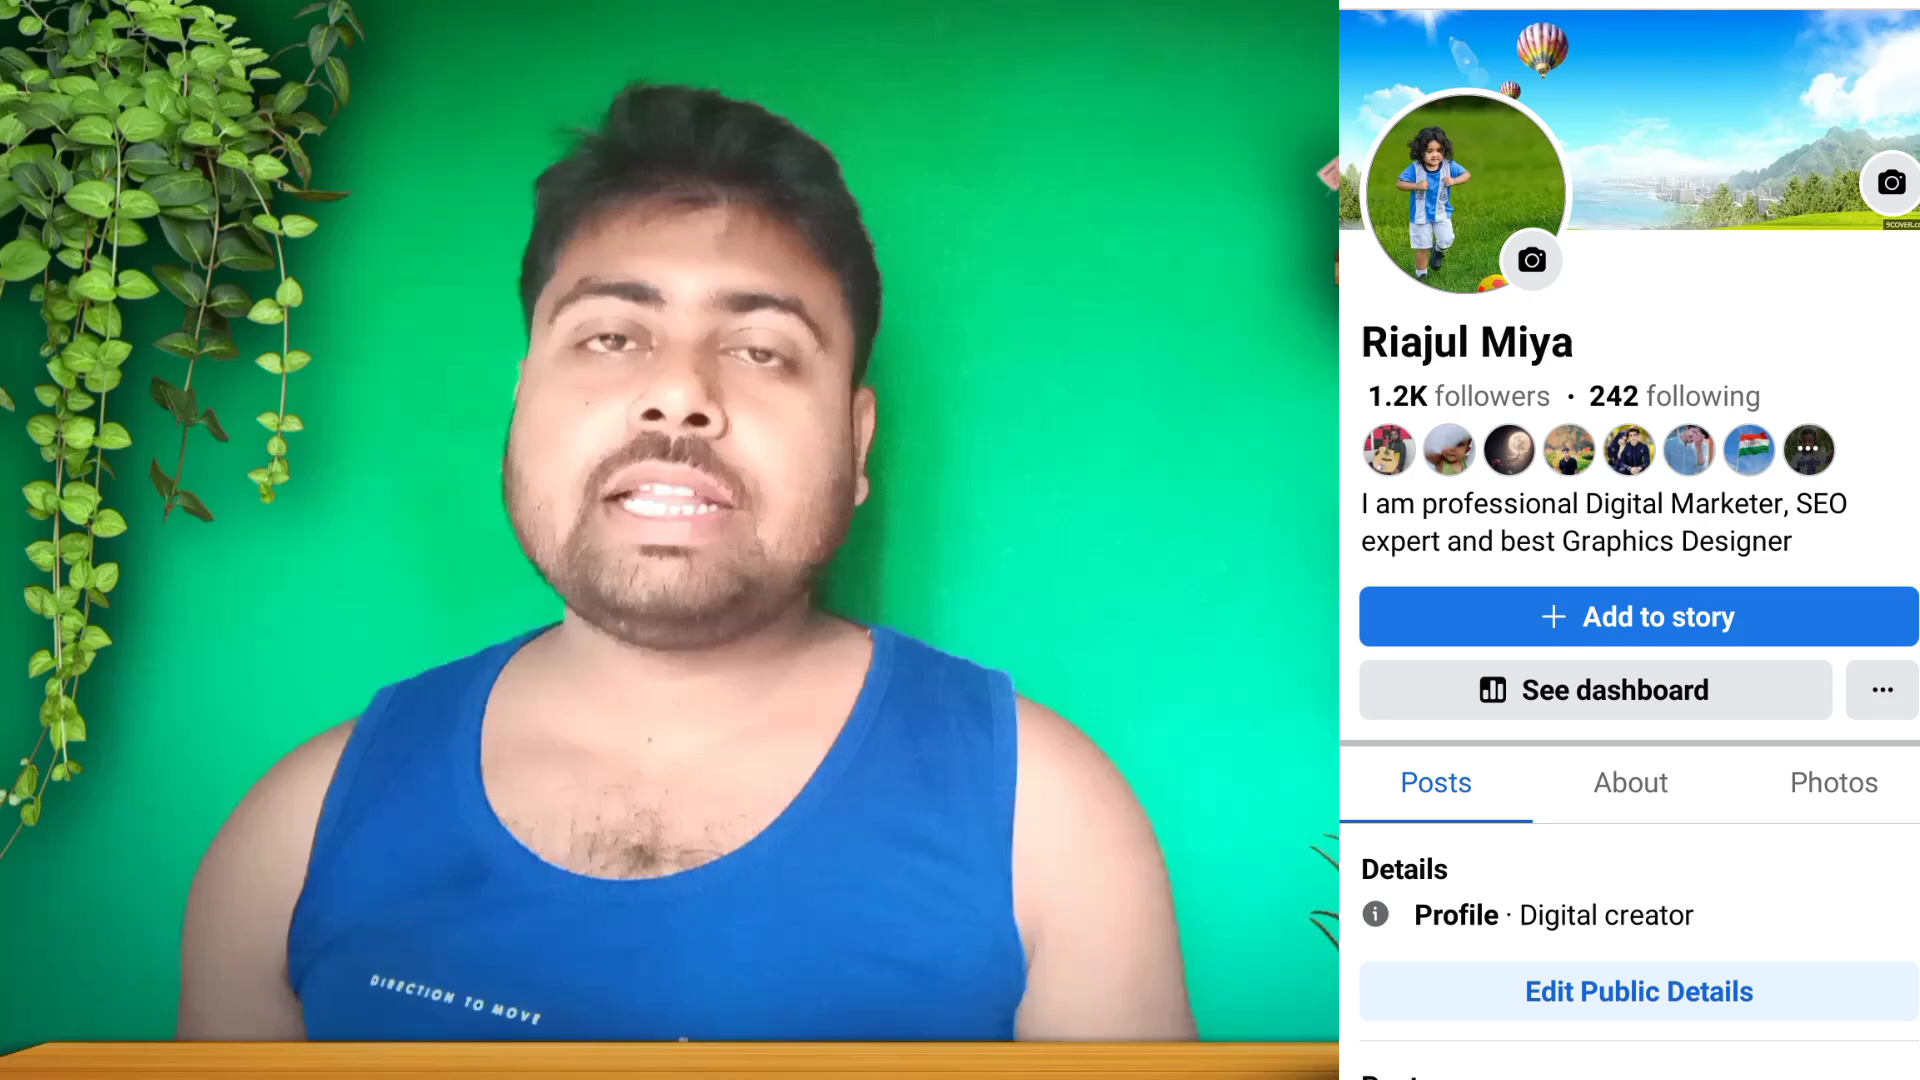 DIRECTION TO MOVE
9COVER.C
Riajul Miya
1.2K followers • 242 following
I am professional Digital Marketer, SEO
expert and best Graphics Designer
+ Add to story
See dashboard
Posts About Photos
Details
Profile · Digital creator
Edit Public Details